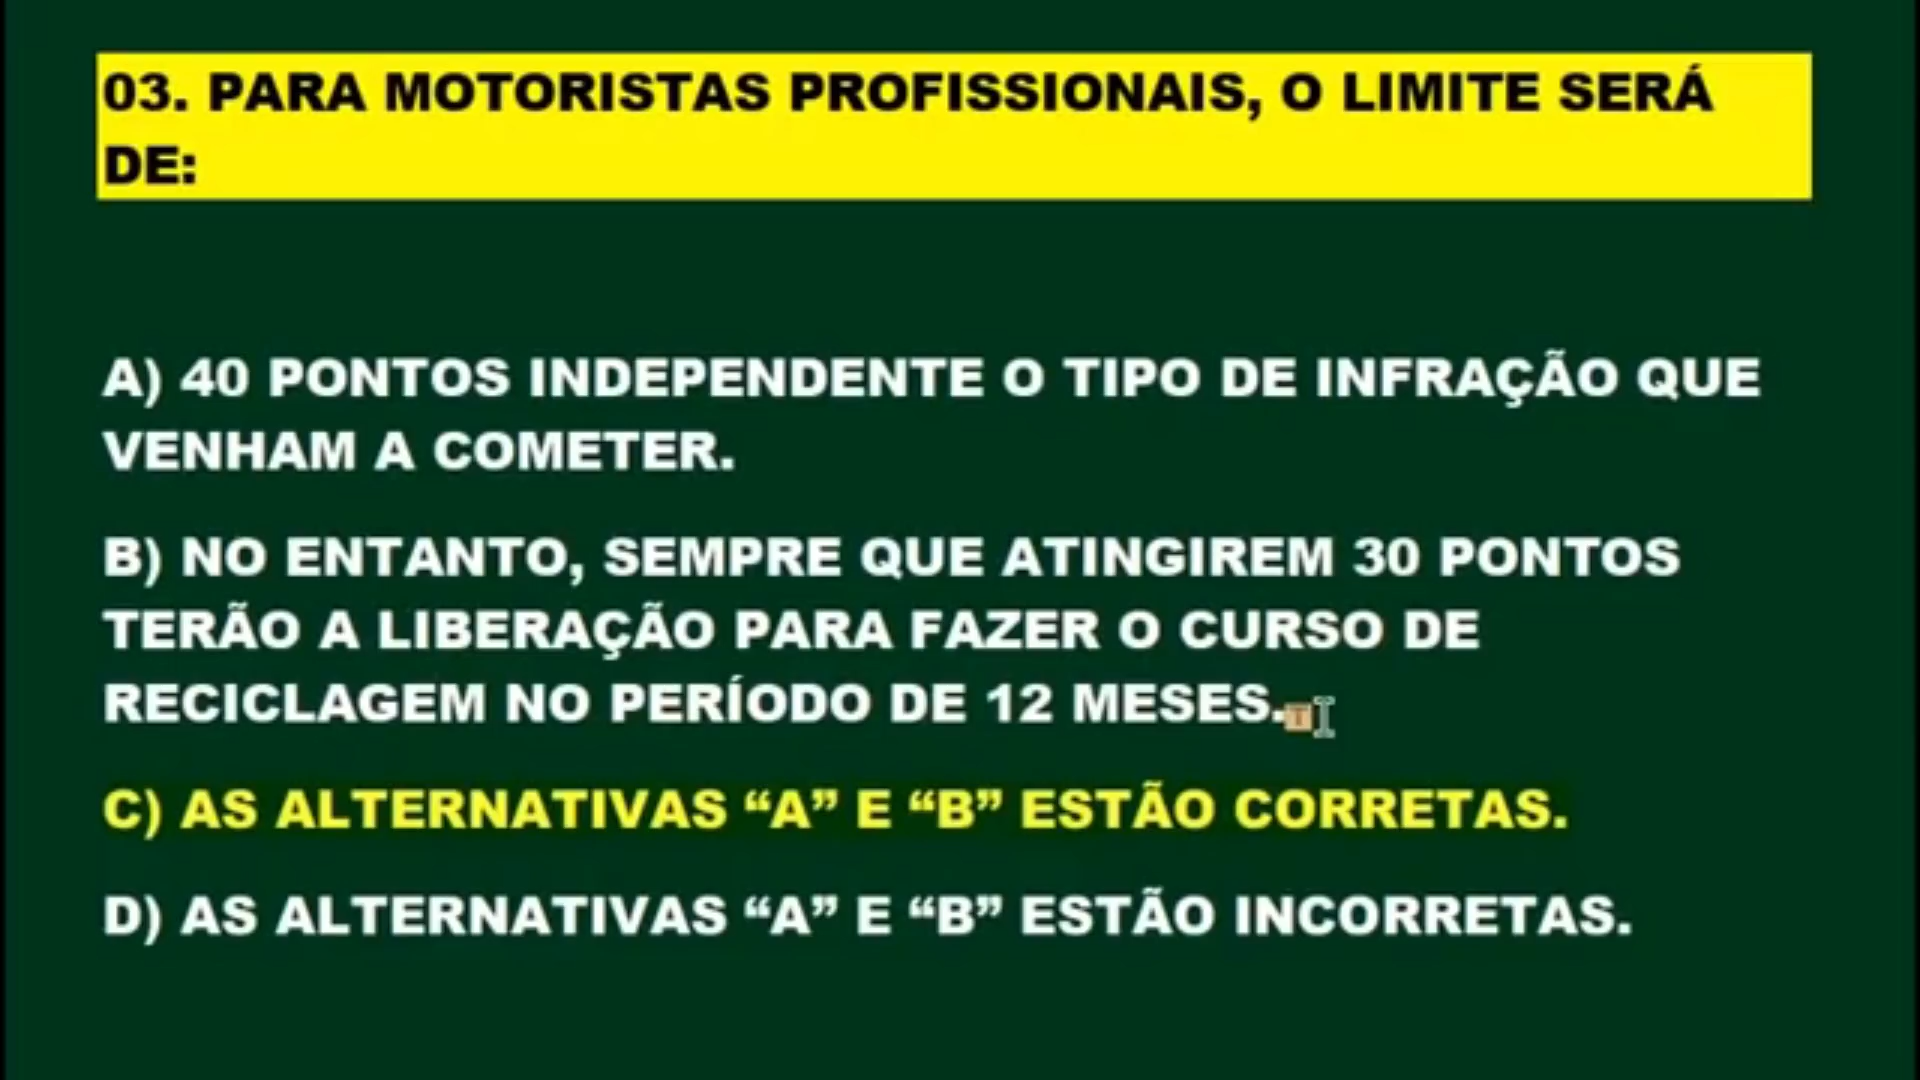 03. PARA MOTORISTAS PROFISSIONAIS, O LIMITE SERÁ
DE:
A) 40 PONTOS INDEPENDENTE O TIPO DE INFRAÇÃO QUE
VENHAM A COMETER.
B) NO ENTANTO, SEMPRE QUE ATINGIREM 30 PONTOS
TERÃO A LIBERAÇÃO PARA FAZER O CURSO DE
RECICLAGEM NO PERÍODO DE 12 MESES.
C) AS ALTERNATIVAS “A” E “B” ESTÃO CORRETAS.
D) AS ALTERNATIVAS “A” E “B” ESTÃO INCORRETAS.